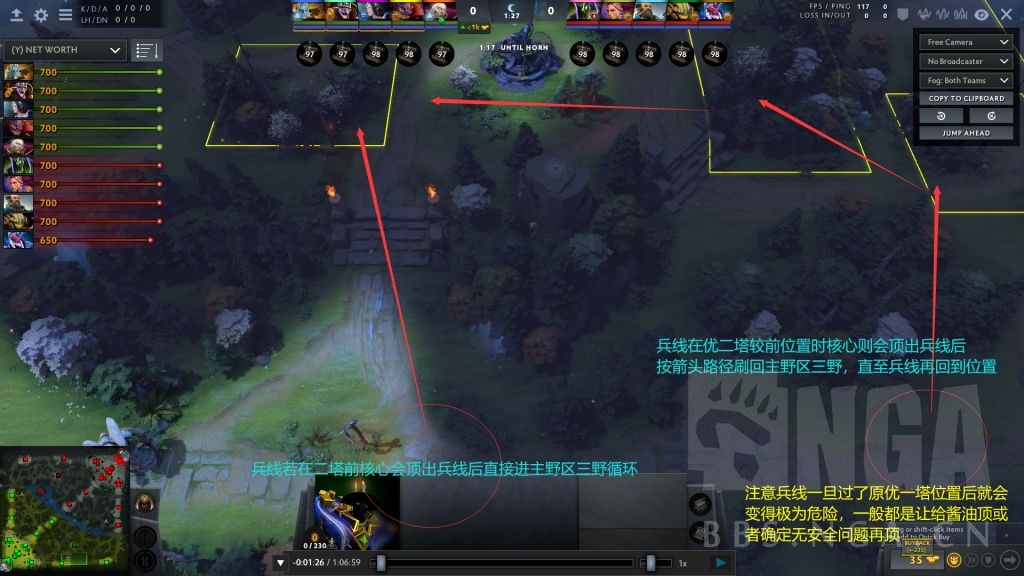 K/D/A 0/0/0
LH/DN 0/0
0
1:27
0
FPS / PING 117 0
LOSS IN/OUT 0 0
<1k
(Y) NET WORTH
97 97 98 98 97
1:17 UNTIL HORN
98 98 98 98 98
Free Camera
No Broadcaster
Fog: Both Teams
COPY TO CLIPBOARD
JUMP AHEAD
700
700
700
700
700
700
700
700
700
650
兵线在优二塔较前位置时核心则会顶出兵线后
按箭头路径刷回主野区三野，直至兵线再回到位置
NGA
兵线若在二塔前核心会顶出兵线后直接进主野区三野循环
注意兵线一旦过了原优一塔位置后就会
变得极为危险，一般都是让给酱油顶或
者确定无安全问题再顶
BBS.NGA.CN
or shift-click items
to Quick Buy
BUYBACK
0 / 230
35
-0:01:26 / 1:06:59
1x